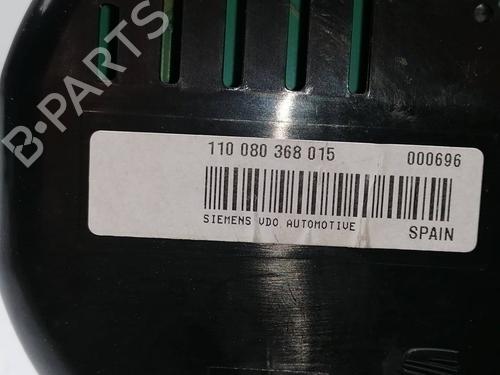 B-PARTS
110 080 368 015 000696
SIEMENS VDO AUTOMOTIVE SPAIN